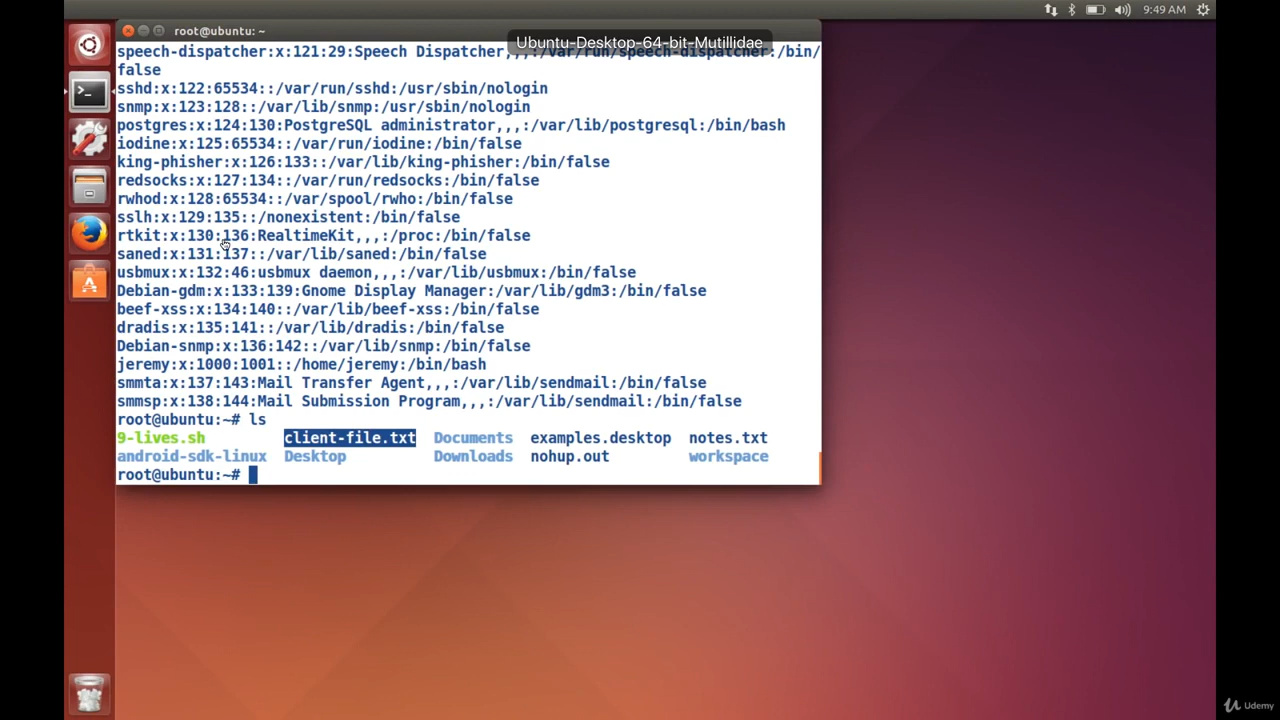 9:49 AM
root@ubuntu: ~
Ubuntu-Desktop-64-bit-Mutillidae
speech-dispatcher:x:121:29:Speech Dispatcher,,,:/var/run/speech-dispatcher:/bin/
false
sshd:x:122:65534::/var/run/sshd:/usr/sbin/nologin
snmp:x:123:128::/var/lib/snmp:/usr/sbin/nologin
postgres:x:124:130:PostgreSQL administrator,,,:/var/lib/postgresql:/bin/bash
iodine:x:125:65534::/var/run/iodine:/bin/false
king-phisher:x:126:133::/var/lib/king-phisher:/bin/false
redsocks:x:127:134::/var/run/redsocks:/bin/false
rwhod:x:128:65534::/var/spool/rwho:/bin/false
sslh:x:129:135::/nonexistent:/bin/false
rtkit:x:130:136:RealtimeKit,,,:/proc:/bin/false
saned:x:131:137::/var/lib/saned:/bin/false
usbmux:x:132:46:usbmux daemon,,,:/var/lib/usbmux:/bin/false
Debian-gdm:x:133:139:Gnome Display Manager:/var/lib/gdm3:/bin/false
beef-xss:x:134:140::/var/lib/beef-xss:/bin/false
dradis:x:135:141::/var/lib/dradis:/bin/false
Debian-snmp:x:136:142::/var/lib/snmp:/bin/false
jeremy:x:1000:1001::/home/jeremy:/bin/bash
smmta:x:137:143:Mail Transfer Agent,,,:/var/lib/sendmail:/bin/false
smmsp:x:138:144:Mail Submission Program,,,:/var/lib/sendmail:/bin/false
root@ubuntu:~# ls
9-lives.sh client-file.txt Documents examples.desktop notes.txt
android-sdk-linux Desktop Downloads nohup.out workspace
root@ubuntu:~#
Udemy